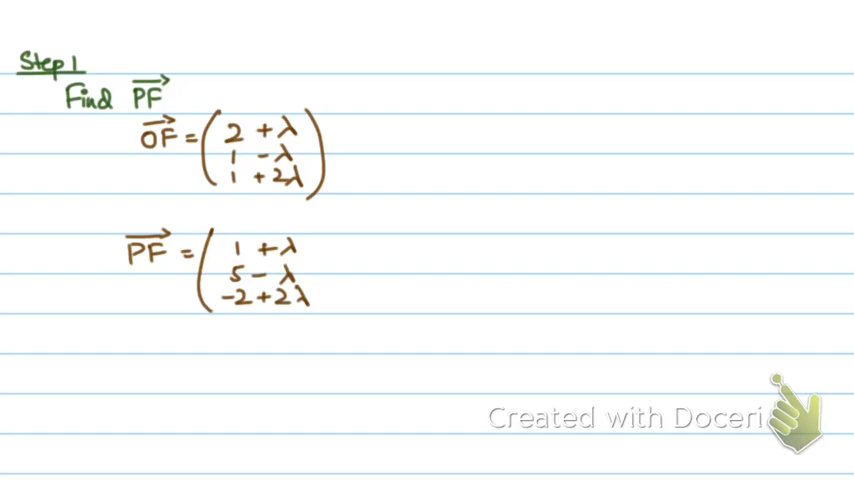 Step 1
Find PF
OF = ( 2 + λ
1 - λ
1 + 2λ )
PF = ( 1 + λ
5 - λ
-2 + 2λ
Created with Doceri